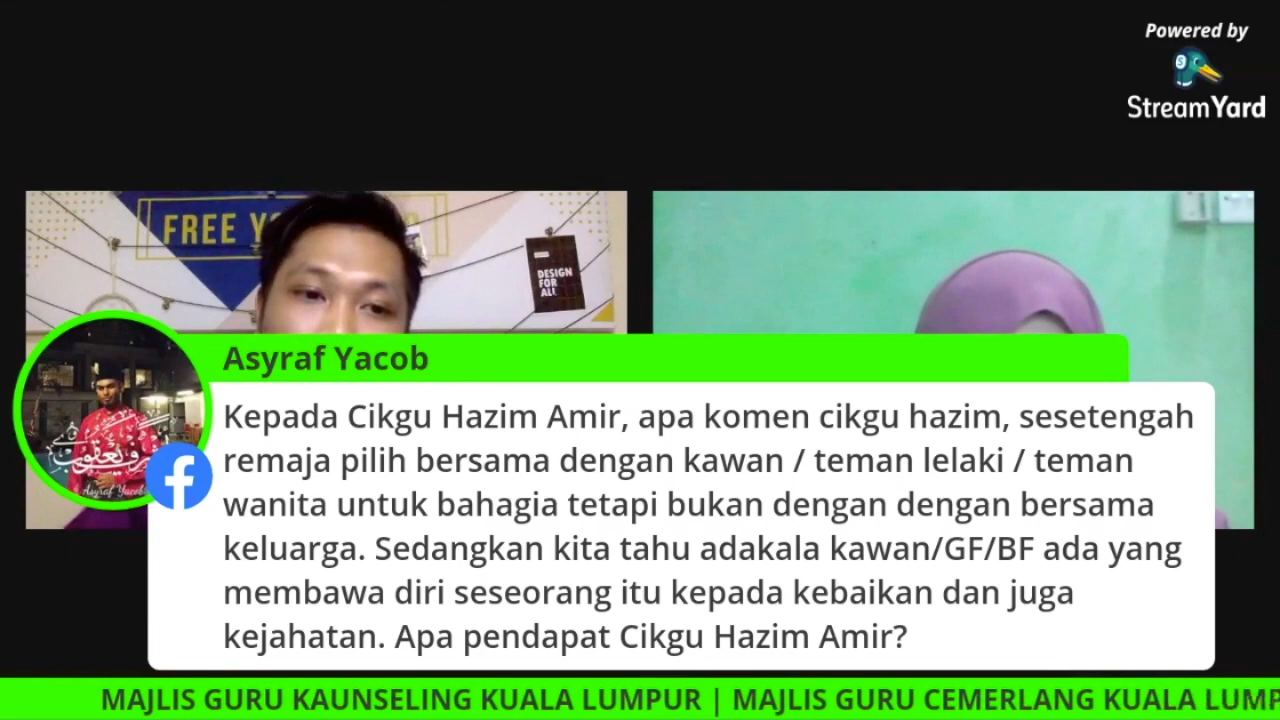 Powered by
StreamYard
FREE
DESIGN
FOR
ALL
Asyraf Yacob
Kepada Cikgu Hazim Amir, apa komen cikgu hazim, sesetengah
remaja pilih bersama dengan kawan / teman lelaki / teman
wanita untuk bahagia tetapi bukan dengan dengan bersama
keluarga. Sedangkan kita tahu adakala kawan/GF/BF ada yang
membawa diri seseorang itu kepada kebaikan dan juga
kejahatan. Apa pendapat Cikgu Hazim Amir?
Asyraf Yacob
MAJLIS GURU KAUNSELING KUALA LUMPUR | MAJLIS GURU CEMERLANG KUALA LUMP